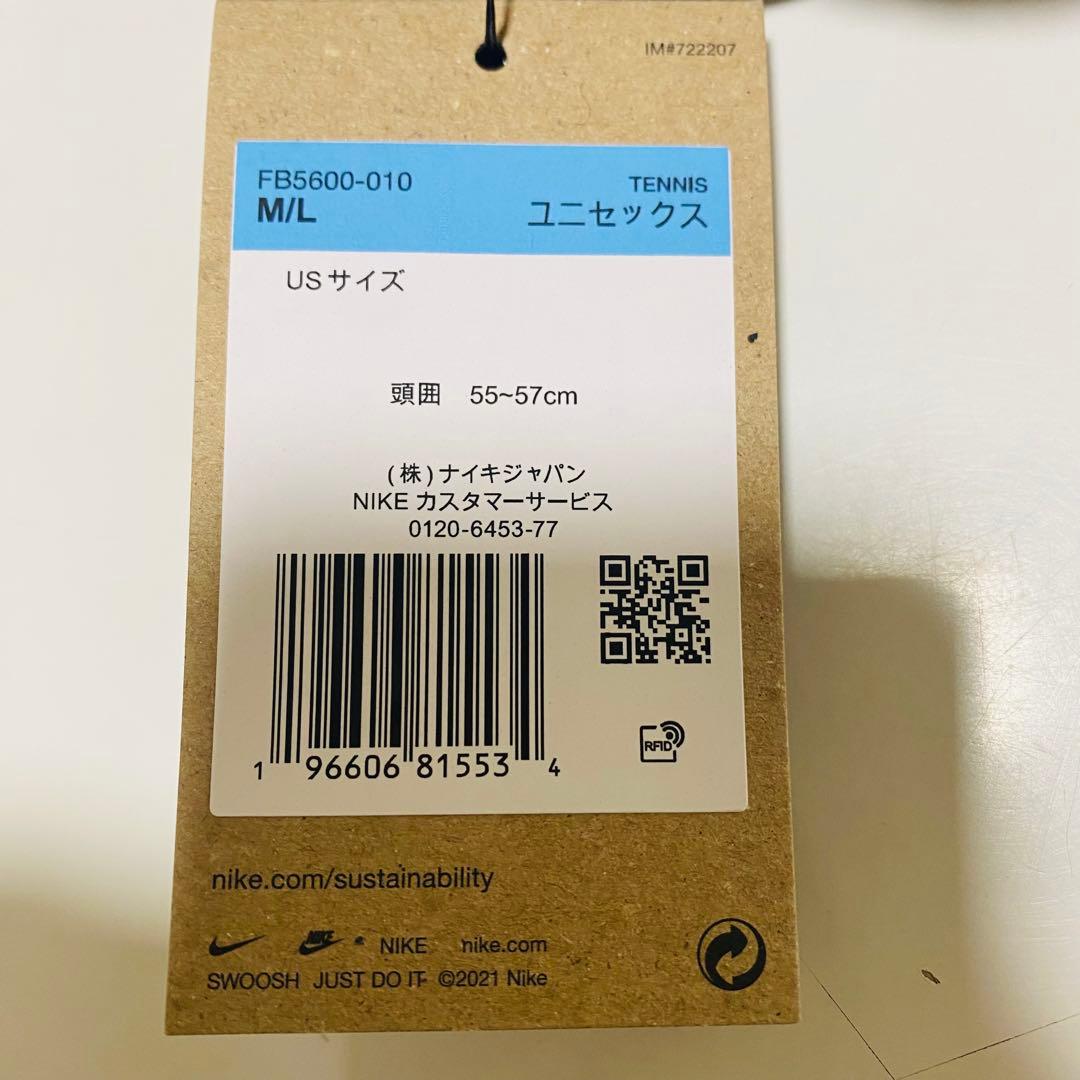 IM#722207
FB5600-010
TENNIS
M/L
ユニセックス
USサイズ
頭囲 55~57cm
(株)ナイキジャパン
NIKE カスタマーサービス
0120-6453-77
1 96606 81553 4
RFID
nike.com/sustainability
NIKE NIKE nike.com
SWOOSH JUST DO IT ©2021 Nike